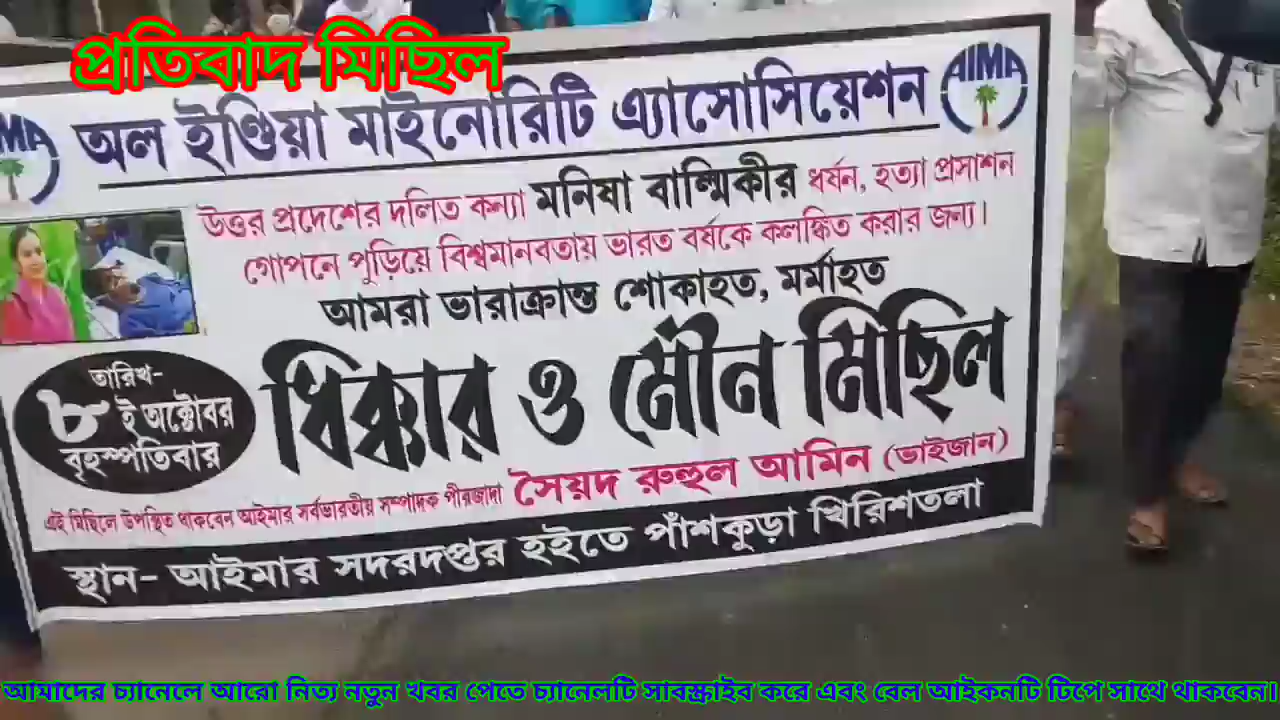 প্রতিবাদ মিছিল
অল ইণ্ডিয়া মাইনোরিটি এ্যাসোসিয়েশন
AIMA
MA
উত্তর প্রদেশের দলিত কন্যা মনিষা বাল্মিকীর ধর্ষন, হত্যা প্রসাশন
গোপনে পুড়িয়ে বিশ্বমানবতায় ভারত বর্ষকে কলঙ্কিত করার জন্য।
আমরা ভারাক্রান্ত শোকাহত, মর্মাহত
তারিখ-
৮ ই অক্টোবর
বৃহস্পতিবার
ধিক্কার ও মৌন মিছিল
এই মিছিলে উপস্থিত থাকবেন আইমার সর্বভারতীয় সম্পাদক পীরজাদা সৈয়দ রুহুল আমিন (ভাইজান)
স্থান- আইমার সদরদপ্তর হইতে পাঁশকুড়া খিরিশতলা
আমাদের চ্যানেলে আরো নিত্য নতুন খবর পেতে চ্যানেলটি সাবস্ক্রাইব করে এবং বেল আইকনটি টিপে সাথে থাকবেন।